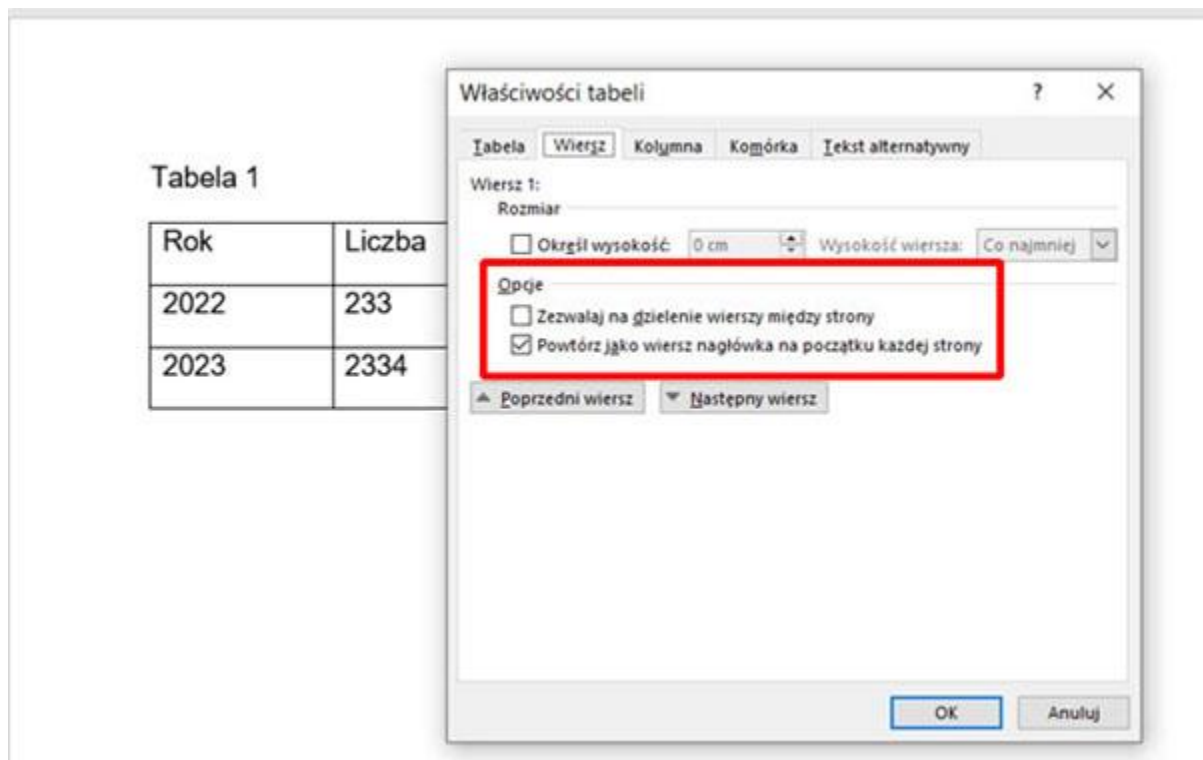 Właściwości tabeli ? ×
Tabela Wiersz Kolumna Komórka Tekst alternatywny
Wiersz 1:
Rozmiar
Określ wysokość: 0 cm Wysokość wiersza: Co najmniej
Opcje
Zezwalaj na dzielenie wierszy między strony
Powtórz jako wiersz nagłówka na początku każdej strony
Poprzedni wiersz Następny wiersz
OK Anuluj
Tabela 1
Rok Liczba
2022 233
2023 2334